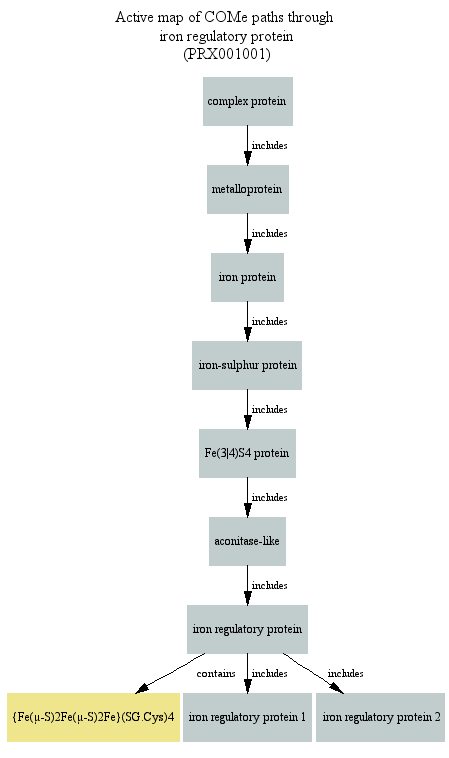 Active map of COMe paths through
iron regulatory protein
(PRX001001)
complex protein
includes
metalloprotein
includes
iron protein
includes
iron-sulphur protein
includes
Fe(3|4)S4 protein
includes
aconitase-like
includes
iron regulatory protein
contains includes includes
{Fe(μ-S)2Fe(μ-S)2Fe}(SG.Cys)4 iron regulatory protein 1 iron regulatory protein 2